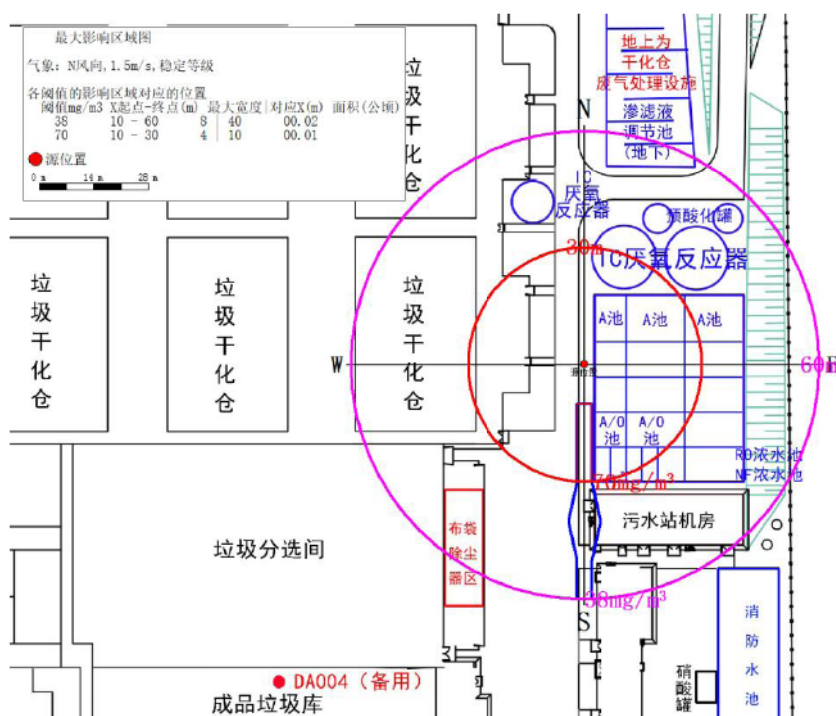 最大影响区域图
气象：N风向,1.5m/s,稳定等级
各阈值的影响区域对应的位置
阈值mg/m3 X起点-终点(m) 最大宽度|对应X(m) 面积(公顷)
38 10 - 60 8 | 40 00.02
70 10 - 30 4 | 10 00.01
源位置
0 m 14 m 28 m
垃圾干化仓
地上为
干化仓
废气处理设施
渗滤液
调节池
(地下)
N
IC
厌氧
反应器
预酸化罐
30m
IC厌氧反应器
垃圾干化仓
垃圾干化仓
垃圾干化仓
A池
A池
A池
W
源位置
60m
E
A/O
池
A/O
池
RO浓水池
NF浓水池
70mg/m³
布袋
除尘
器区
垃圾分选间
污水站机房
38mg/m³
S
消防水池
硝酸罐
DA004（备用）
成品垃圾库